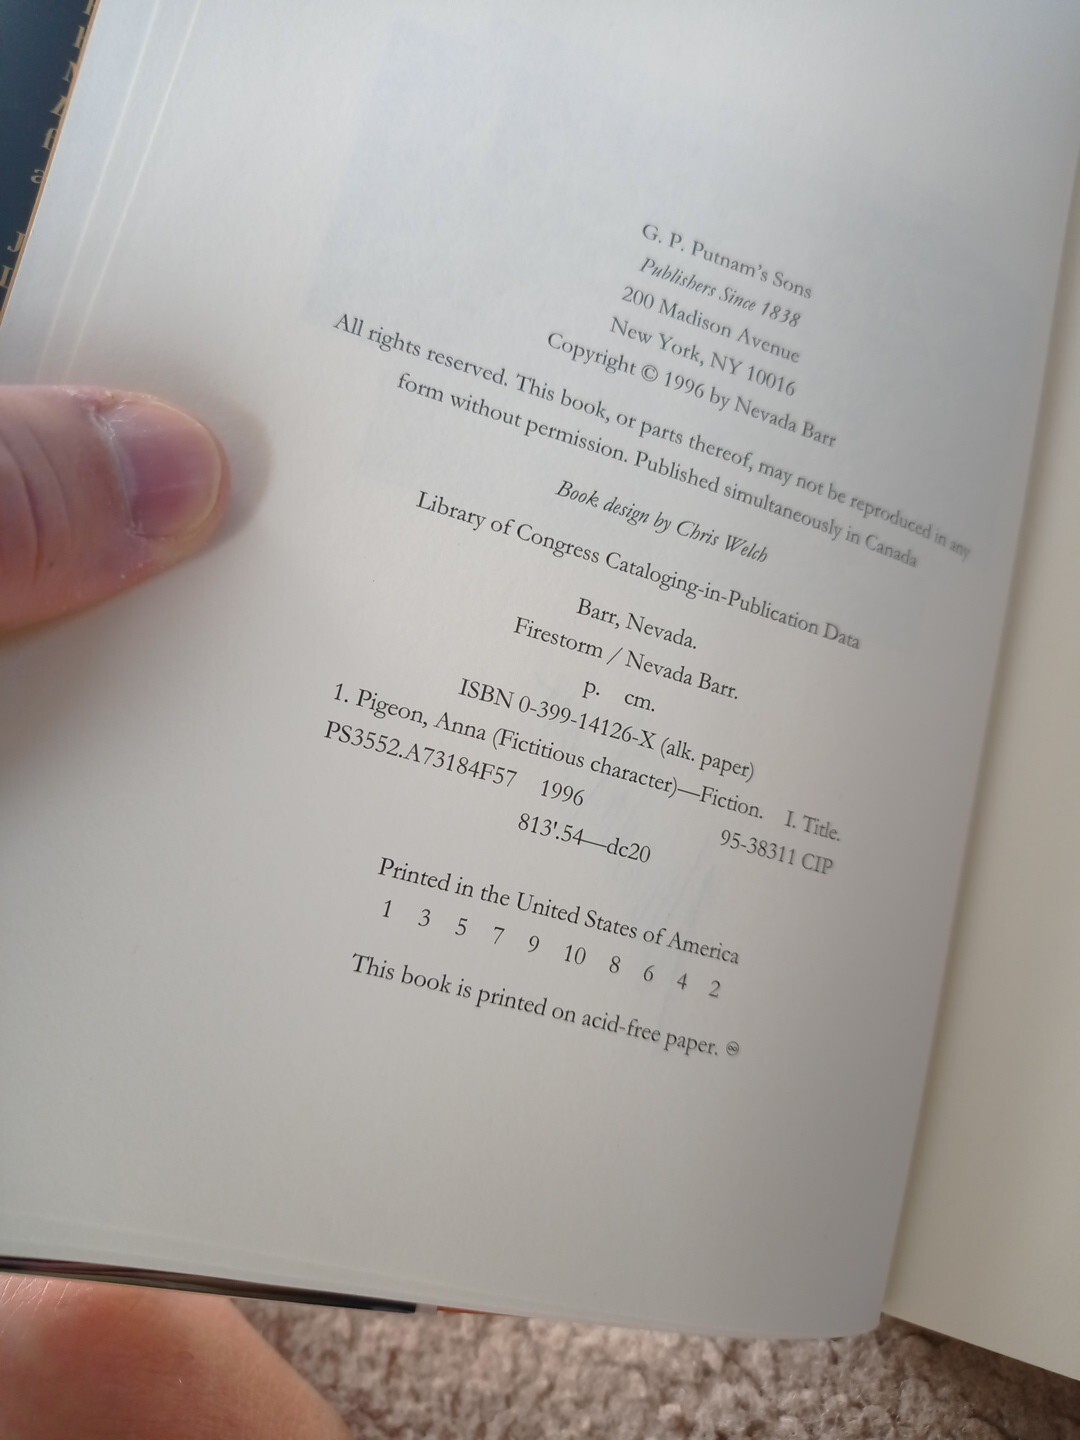 G. P. Putnam's Sons
Publishers Since 1838
200 Madison Avenue
New York, NY 10016
Copyright © 1996 by Nevada Barr
All rights reserved. This book, or parts thereof, may not be reproduced in any
form without permission. Published simultaneously in Canada
Book design by Chris Welch
Library of Congress Cataloging-in-Publication Data
Barr, Nevada.
Firestorm / Nevada Barr.
p. cm.
ISBN 0-399-14126-X (alk. paper)
1. Pigeon, Anna (Fictitious character)—Fiction. I. Title.
PS3552.A73184F57 1996
813'.54—dc20 95-38311 CIP
Printed in the United States of America
1 3 5 7 9 10 8 6 4 2
This book is printed on acid-free paper. ♾